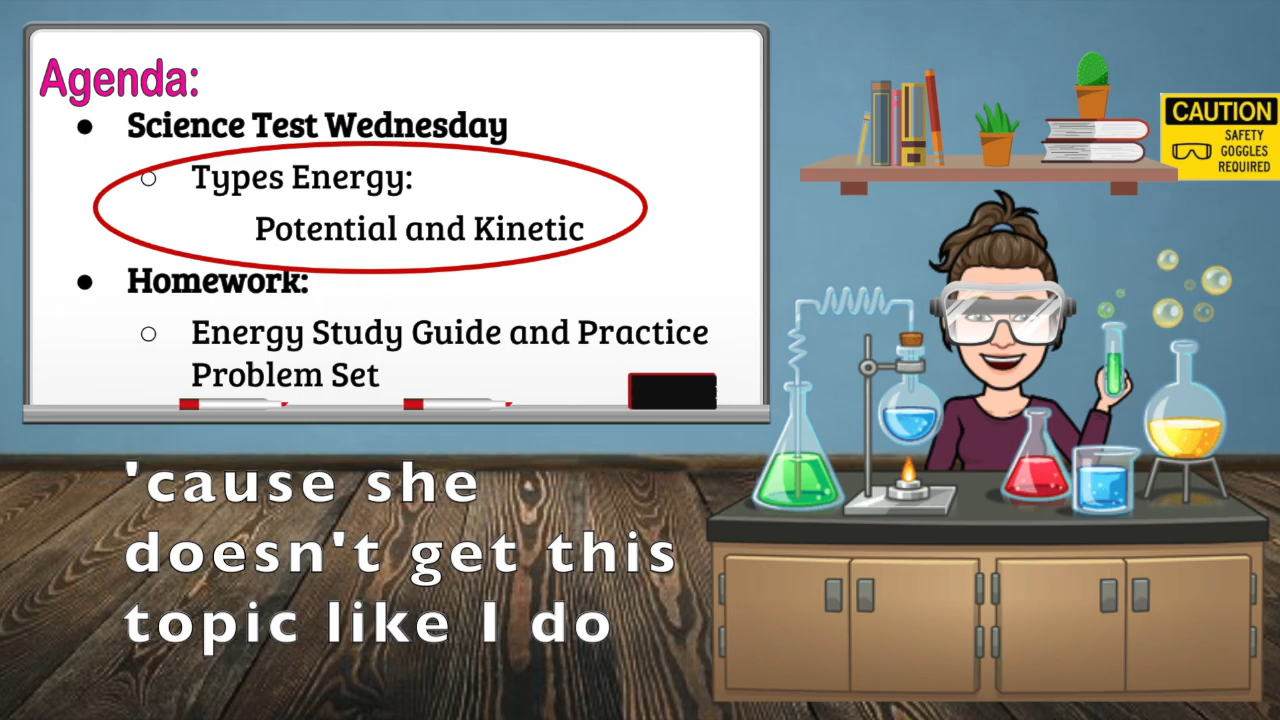 Agenda:
● Science Test Wednesday
○ Types Energy:
Potential and Kinetic
● Homework:
○ Energy Study Guide and Practice
Problem Set
CAUTION
SAFETY
GOGGLES
REQUIRED
'cause she
doesn't get this
topic like I do